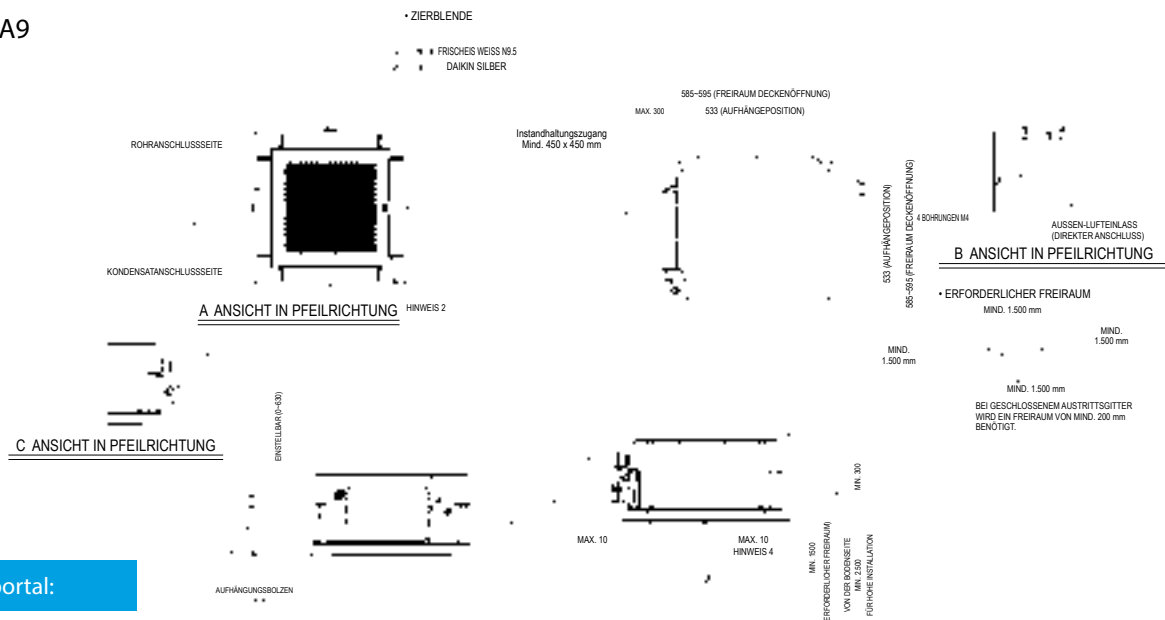 A9
• ZIERBLENDE
FRISCHEIS WEISS N9.5
DAIKIN SILBER
585~595 (FREIRAUM DECKENÖFFNUNG)
MAX. 300
533 (AUFHÄNGEPOSITION)
Instandhaltungszugang
Mind. 450 x 450 mm
ROHRANSCHLUSSSEITE
KONDENSATANSCHLUSSSEITE
A ANSICHT IN PFEILRICHTUNG
HINWEIS 2
533 (AUFHÄNGEPOSITION)
585~595 (FREIRAUM DECKENÖFFNUNG)
4 BOHRUNGEN M4
AUSSEN-LUFTEINLASS
(DIREKTER ANSCHLUSS)
B ANSICHT IN PFEILRICHTUNG
• ERFORDERLICHER FREIRAUM
MIND. 1.500 mm
MIND.
1.500 mm
MIND.
1.500 mm
MIND. 1.500 mm
BEI GESCHLOSSENEM AUSTRITTSGITTER
WIRD EIN FREIRAUM VON MIND. 200 mm
BENÖTIGT.
C ANSICHT IN PFEILRICHTUNG
EINSTELLBAR (0~630)
AUFHÄNGUNGSBOLZEN
MAX. 10
MAX. 10
HINWEIS 4
MIN. 300
MIN. 1500
(ERFORDERLICHER FREIRAUM)
VON DER BODENSEITE
MIN. 2.500
FÜR HOHE INSTALLATION
ortal: